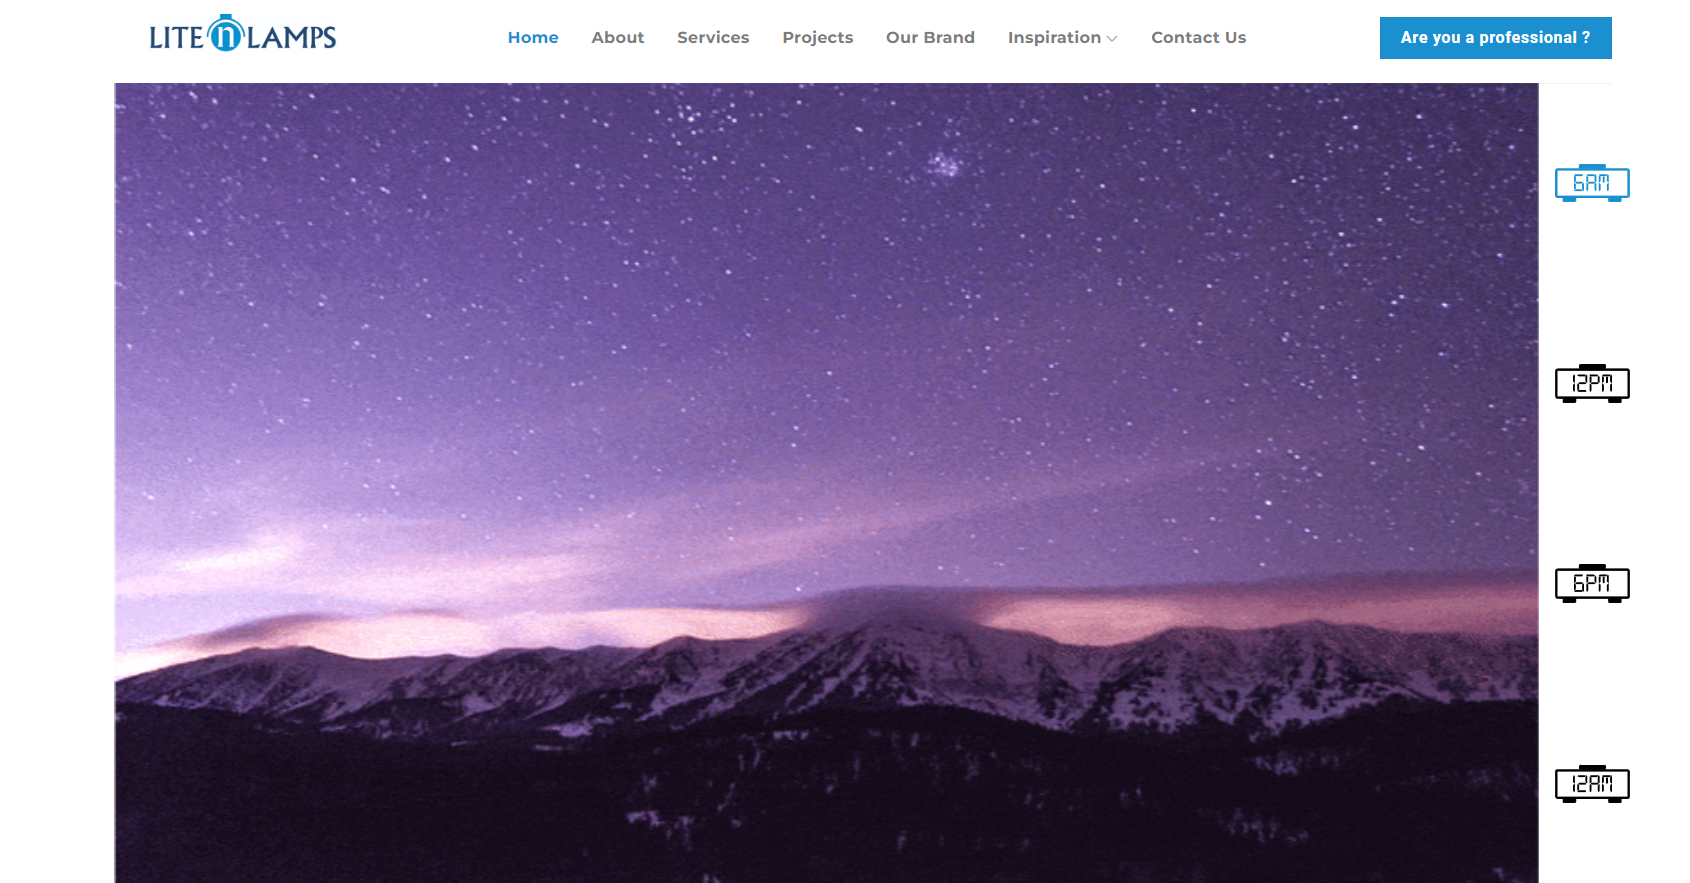 LITE n LAMPS
Home About Services Projects Our Brand Inspiration Contact Us
Are you a professional ?
6AM
12PM
6PM
12AM